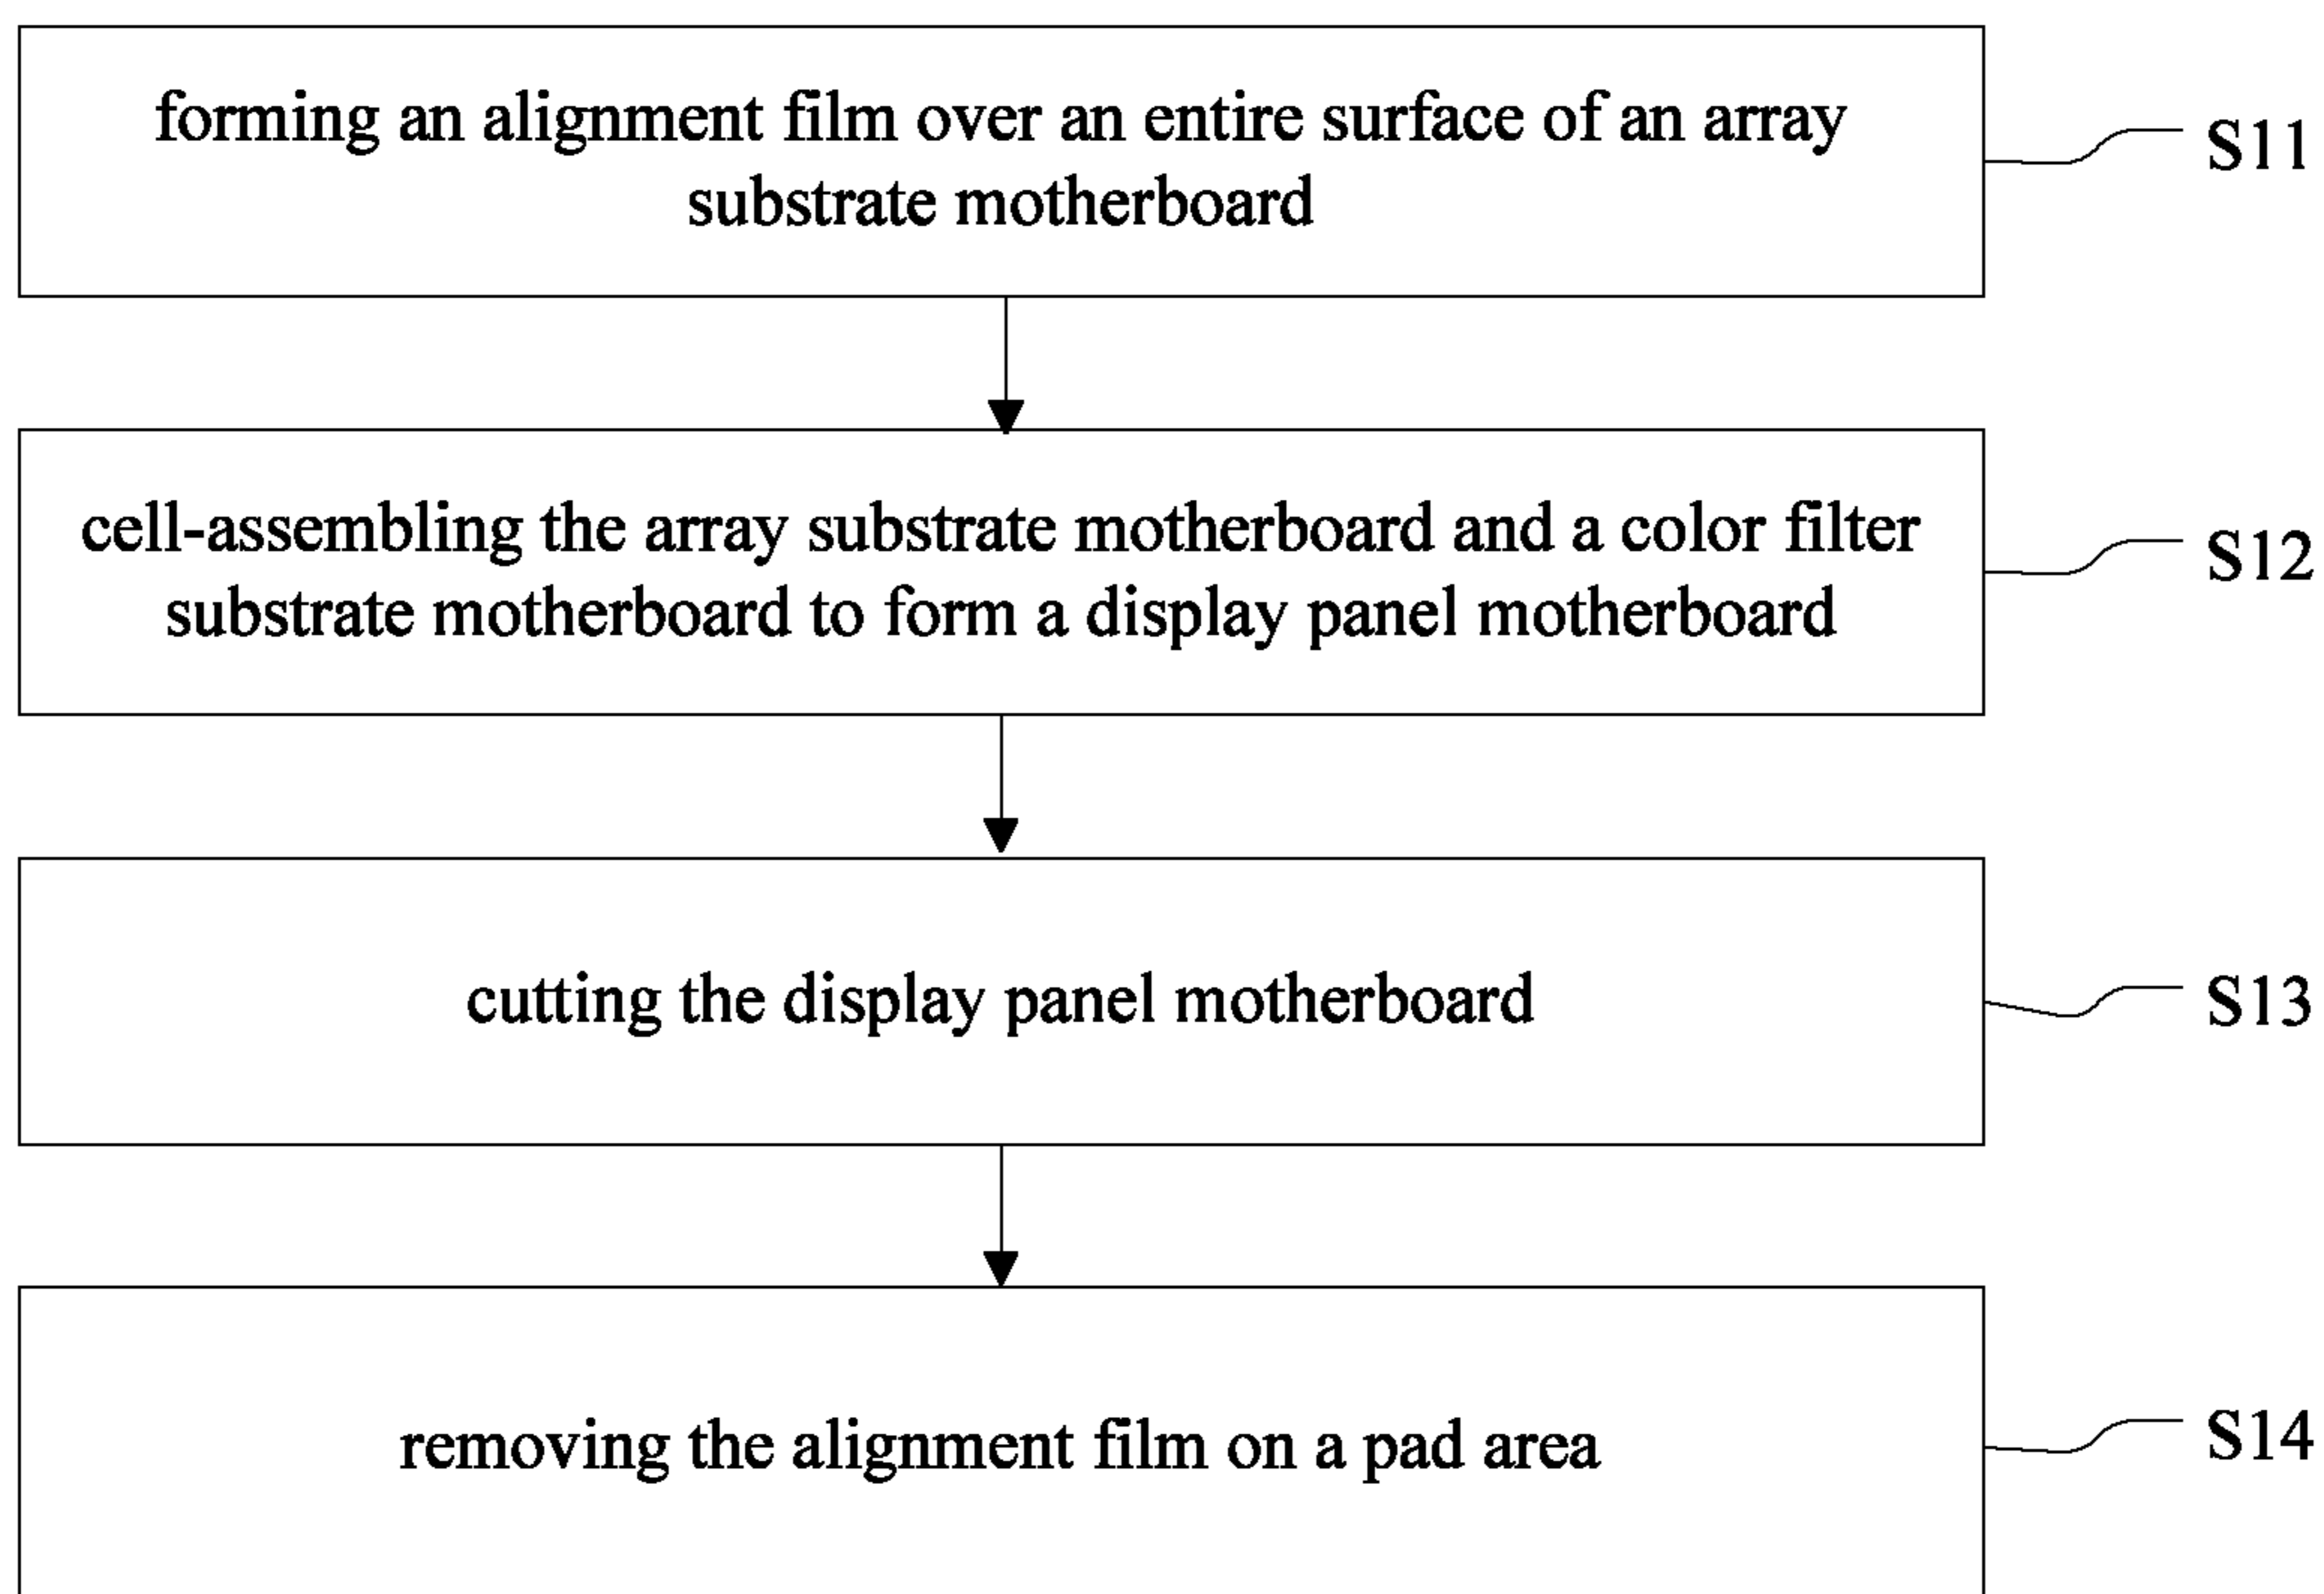 forming an alignment film over an entire surface of an array
substrate motherboard
S11
cell-assembling the array substrate motherboard and a color filter
substrate motherboard to form a display panel motherboard
S12
cutting the display panel motherboard
S13
removing the alignment film on a pad area
S14